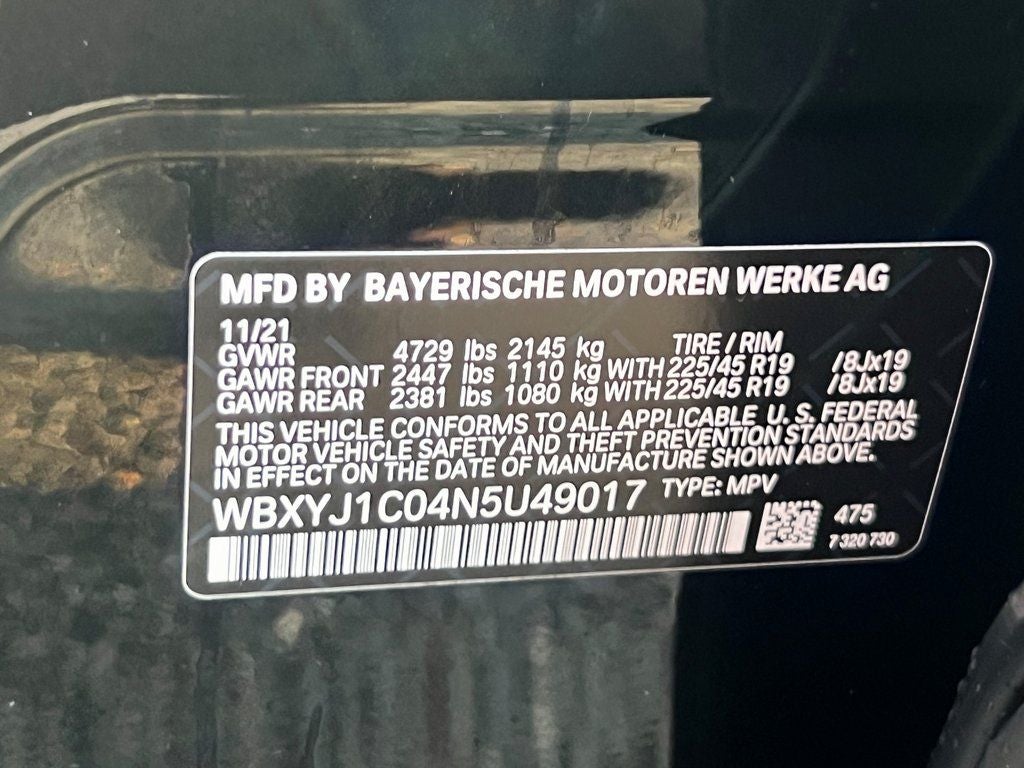 MFD BY BAYERISCHE MOTOREN WERKE AG
11/21
GVWR 4729 lbs 2145 kg TIRE / RIM
GAWR FRONT 2447 lbs 1110 kg WITH 225/45 R19 /8Jx19
GAWR REAR 2381 lbs 1080 kg WITH 225/45 R19 /8Jx19
THIS VEHICLE CONFORMS TO ALL APPLICABLE U.S. FEDERAL
MOTOR VEHICLE SAFETY AND THEFT PREVENTION STANDARDS
IN EFFECT ON THE DATE OF MANUFACTURE SHOWN ABOVE.
WBXYJ1C04N5U49017 TYPE: MPV
475
7 320 730